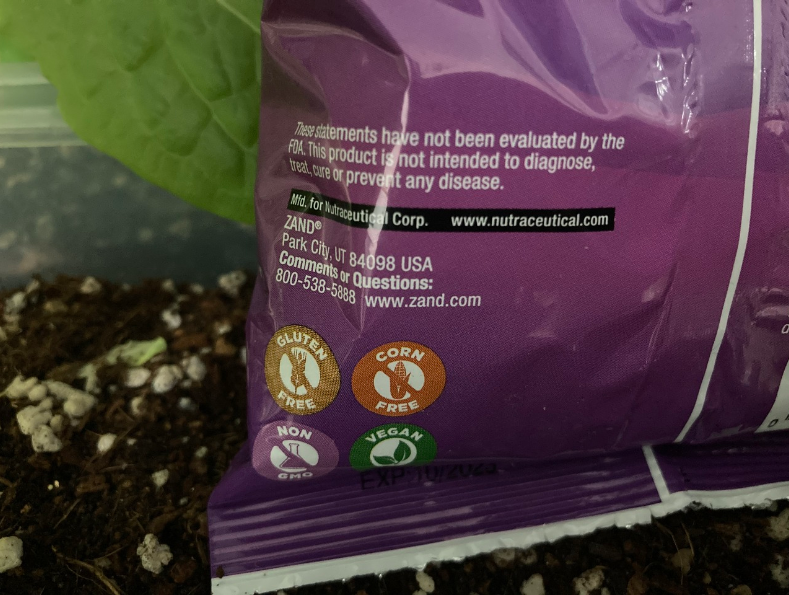 These statements have not been evaluated by the
FDA. This product is not intended to diagnose,
treat, cure or prevent any disease.
Mfd. for Nutraceutical Corp. www.nutraceutical.com
ZAND®
Park City, UT 84098 USA
Comments or Questions:
800-538-5888 www.zand.com
GLUTEN
FREE
CORN
FREE
NON
GMO
VEGAN
EXP